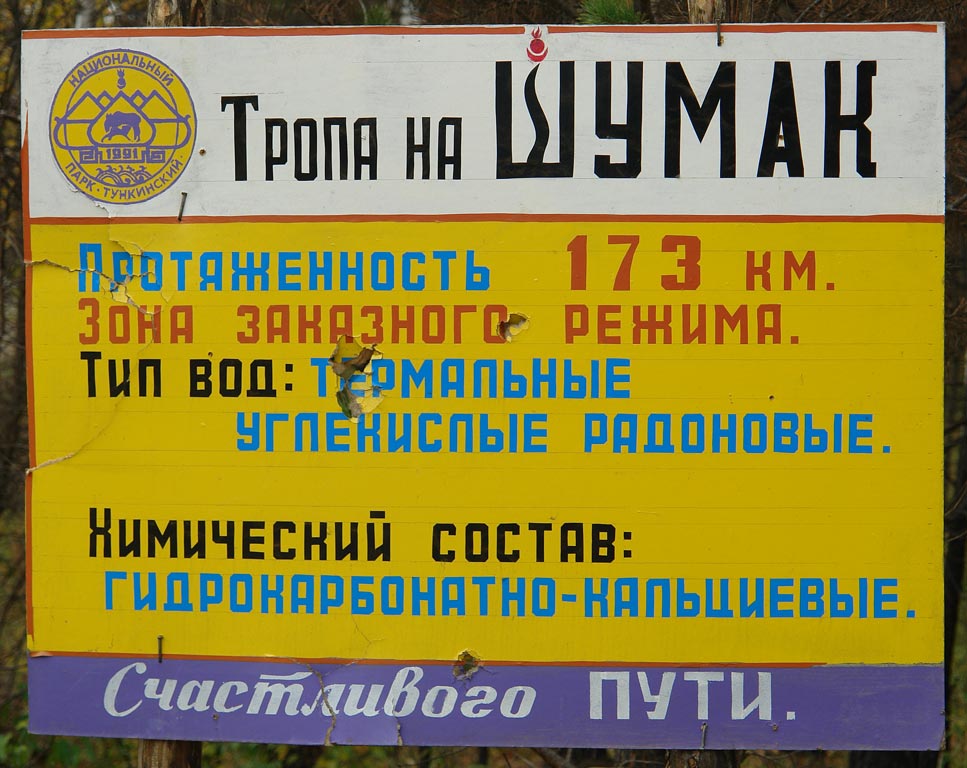 НАЦИОНАЛЬНЫЙ
1991
ПАРК · ТУНКИНСКИЙ ·
Тропа на ШУМАК
Протяженность 173 км.
Зона заказного режима.
Тип вод: термальные
углекислые радоновые.
Химический состав:
гидрокарбонатно-кальциевые.
Счастливого ПУТИ.